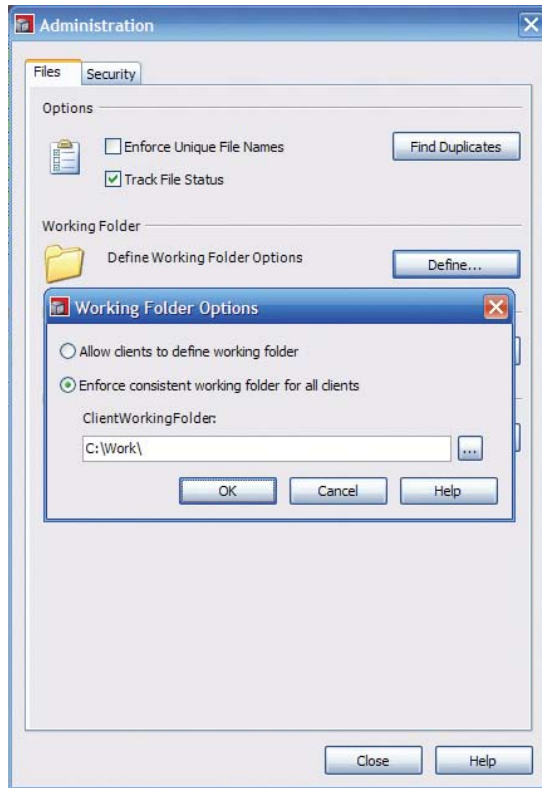 Administration
Files Security
Options
Enforce Unique File Names Find Duplicates
Track File Status
Working Folder
Define Working Folder Options Define...
Working Folder Options
Allow clients to define working folder
Enforce consistent working folder for all clients
ClientWorkingFolder:
C:\Work\ ...
OK Cancel Help
Close Help